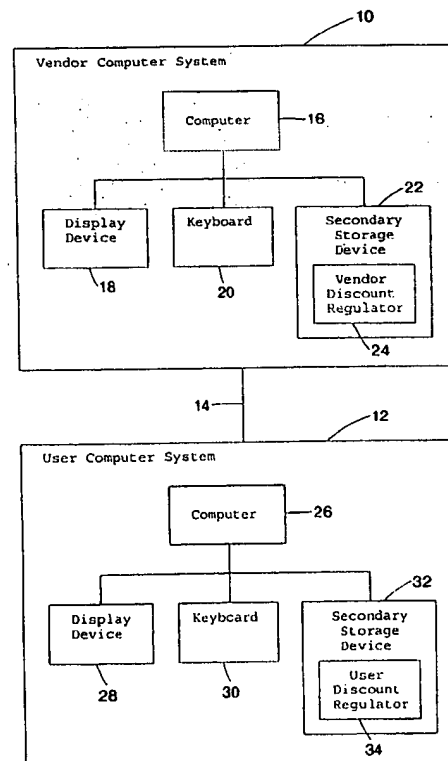 10
Vendor Computer System
Computer
16
22
Display
Device
18
Keyboard
20
Secondary
Storage
Device
Vendor
Discount
Regulator
24
14
12
User Computer System
Computer
26
32
Display
Device
28
Keyboard
30
Secondary
Storage
Device
User
Discount
Regulator
34